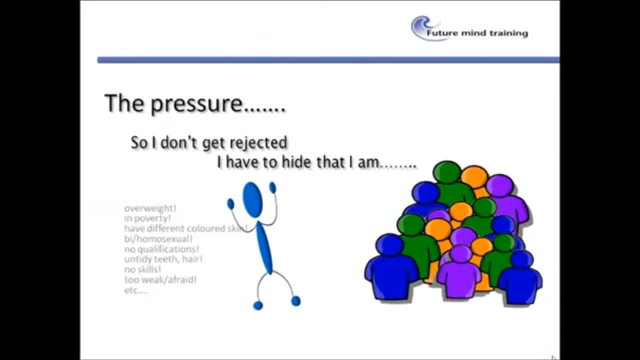 Future mind training
The pressure.......
So I don't get rejected
I have to hide that I am........
overweight!
in poverty!
have different coloured skin!
bi/homosexual!
no qualifications!
untidy teeth, hair!
no skills!
too weak/afraid!
etc....